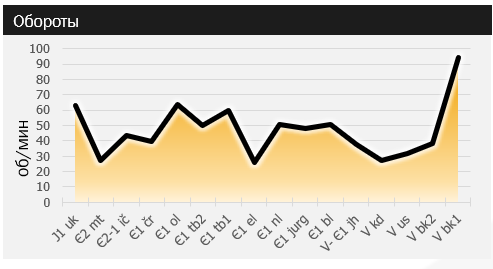 Обороты
об/мин
100
90
80
70
60
50
40
30
20
10
0
J1 uk
Є2 mt
Є2-1 ič
Є1 čr
Є1 ol
Є1 tb2
Є1 tb1
Є1 el
Є1 nl
Є1 jurg
Є1 bl
V- Є1 jh
V kd
V us
V bk2
V bk1